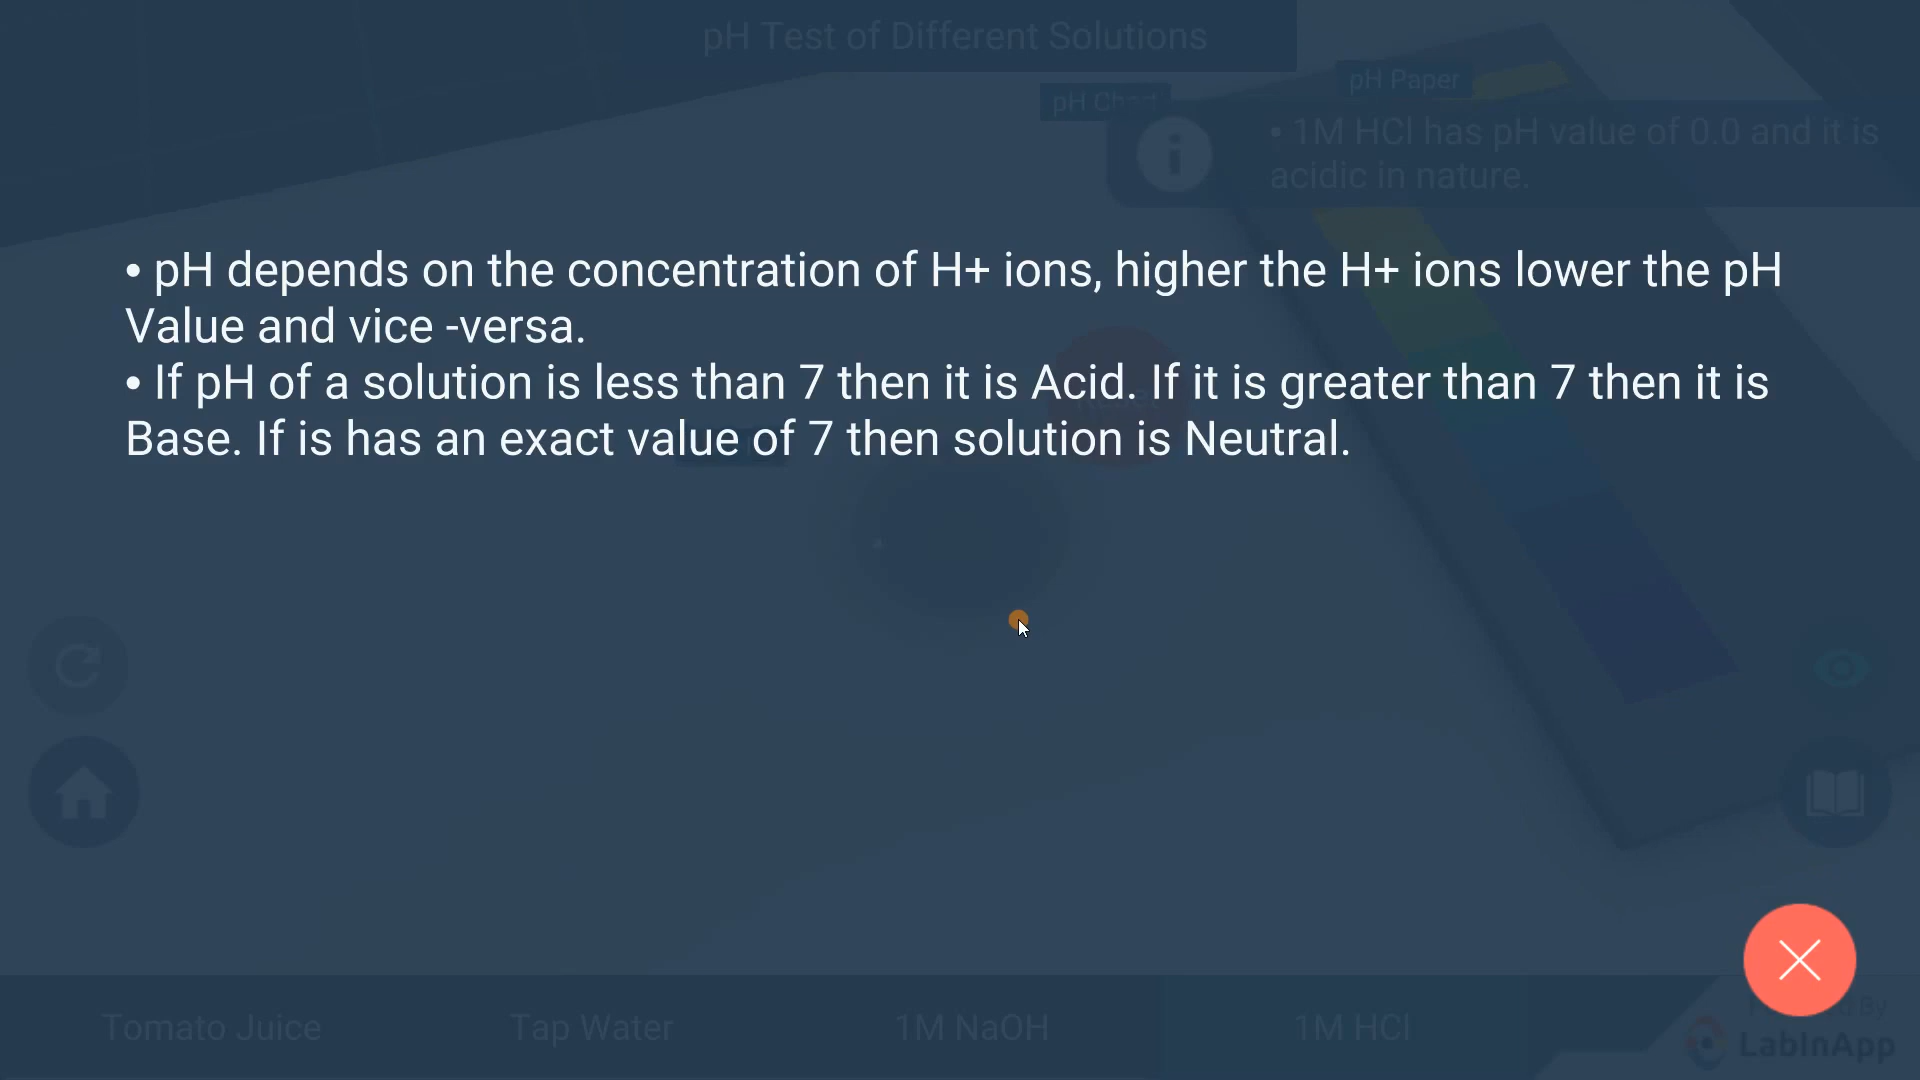 pH Test of Different Solutions
pH Paper
pH Chart
• 1M HCl has pH value of 0.0 and it is
acidic in nature.
• pH depends on the concentration of H+ ions, higher the H+ ions lower the pH
Value and vice -versa.
• If pH of a solution is less than 7 then it is Acid. If it is greater than 7 then it is
Base. If is has an exact value of 7 then solution is Neutral.
Tomato Juice
Tap Water
1M NaOH
1M HCl
By
LabInApp